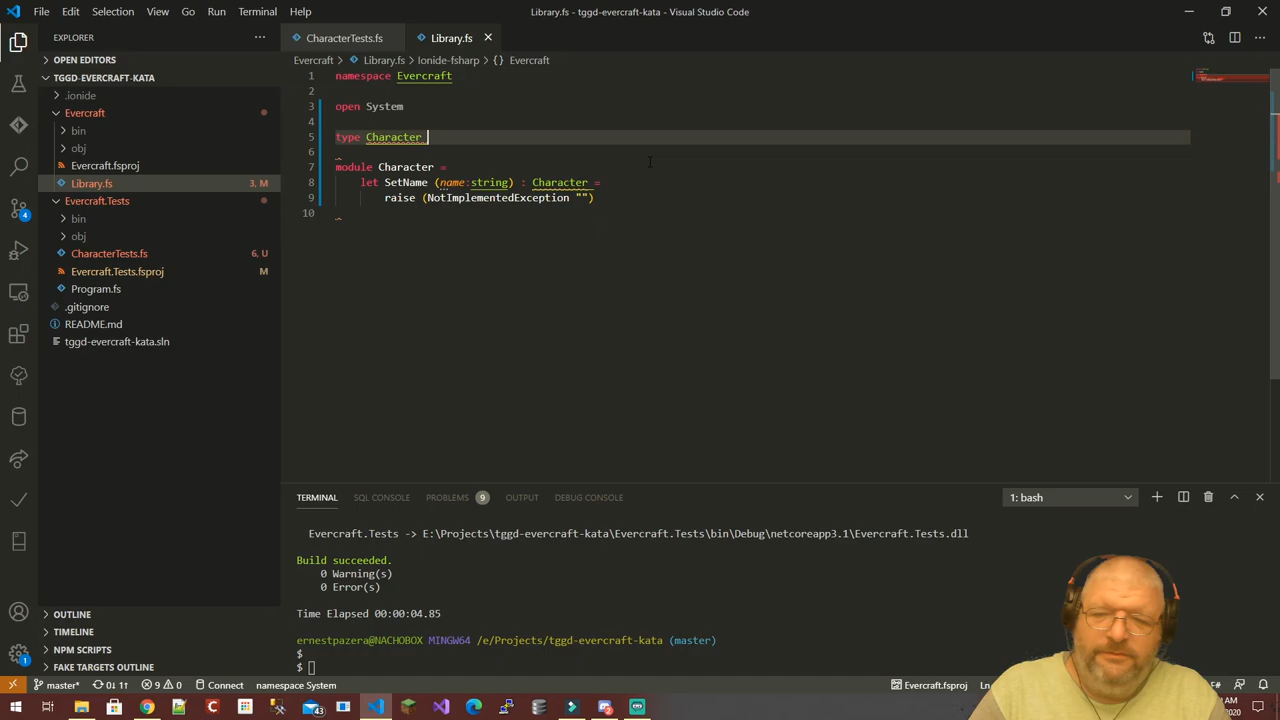 File Edit Selection View Go Run Terminal Help
Library.fs - tggd-evercraft-kata - Visual Studio Code
EXPLORER
OPEN EDITORS
TGGD-EVERCRAFT-KATA
.ionide
Evercraft
bin
obj
Evercraft.fsproj
Library.fs 3, M
Evercraft.Tests
bin
obj
CharacterTests.fs 6, U
Evercraft.Tests.fsproj M
Program.fs
.gitignore
README.md
tggd-evercraft-kata.sln
OUTLINE
TIMELINE
NPM SCRIPTS
FAKE TARGETS OUTLINE
4
1
CharacterTests.fs Library.fs
Evercraft > Library.fs > Ionide-fsharp > {} Evercraft
1 namespace Evercraft
2
3 open System
4
5 type Character
6
7 module Character =
8 let SetName (name:string) : Character =
9 raise (NotImplementedException "")
10
TERMINAL SQL CONSOLE PROBLEMS 9 OUTPUT DEBUG CONSOLE
1: bash
Evercraft.Tests -> E:\Projects\tggd-evercraft-kata\Evercraft.Tests\bin\Debug\netcoreapp3.1\Evercraft.Tests.dll
Build succeeded.
0 Warning(s)
0 Error(s)
Time Elapsed 00:00:04.85
ernestpazera@NACHOBOX MINGW64 /e/Projects/tggd-evercraft-kata (master)
$
$
master* 0↓ 1↑ 9 0 Connect namespace System
Evercraft.fsproj
43